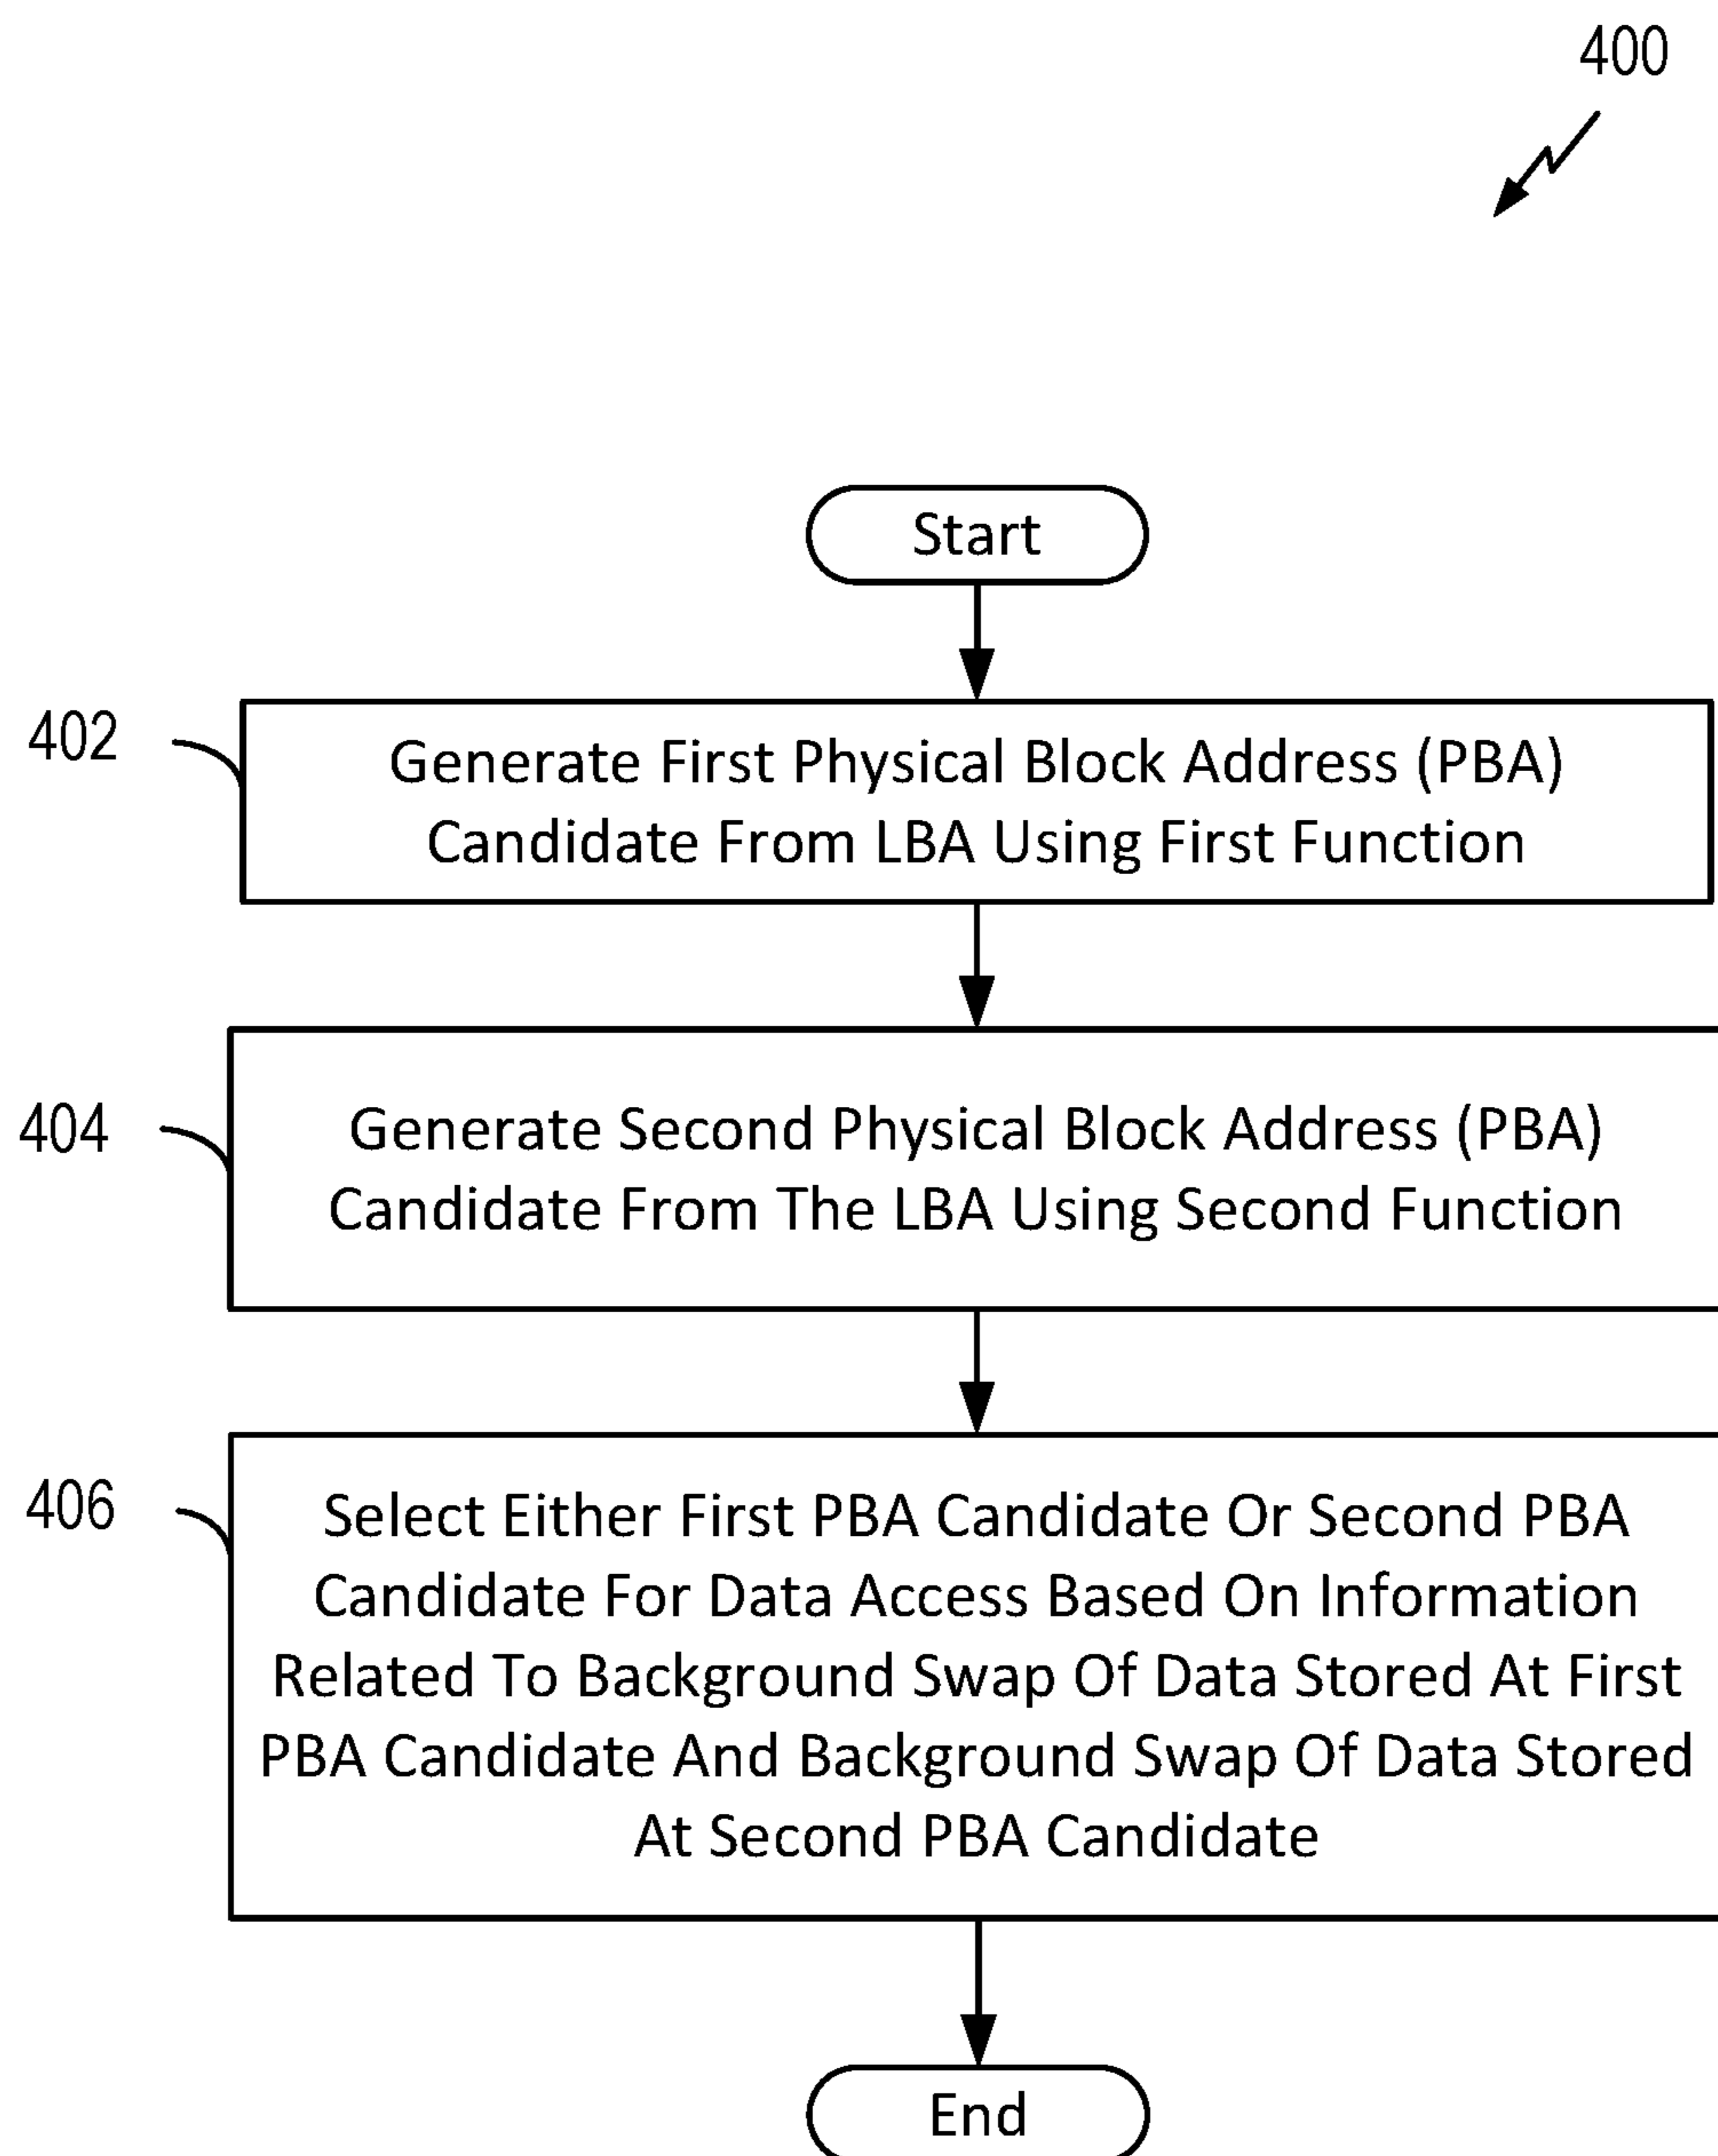 400
Start
402
Generate First Physical Block Address (PBA)
Candidate From LBA Using First Function
404
Generate Second Physical Block Address (PBA)
Candidate From The LBA Using Second Function
406
Select Either First PBA Candidate Or Second PBA
Candidate For Data Access Based On Information
Related To Background Swap Of Data Stored At First
PBA Candidate And Background Swap Of Data Stored
At Second PBA Candidate
End